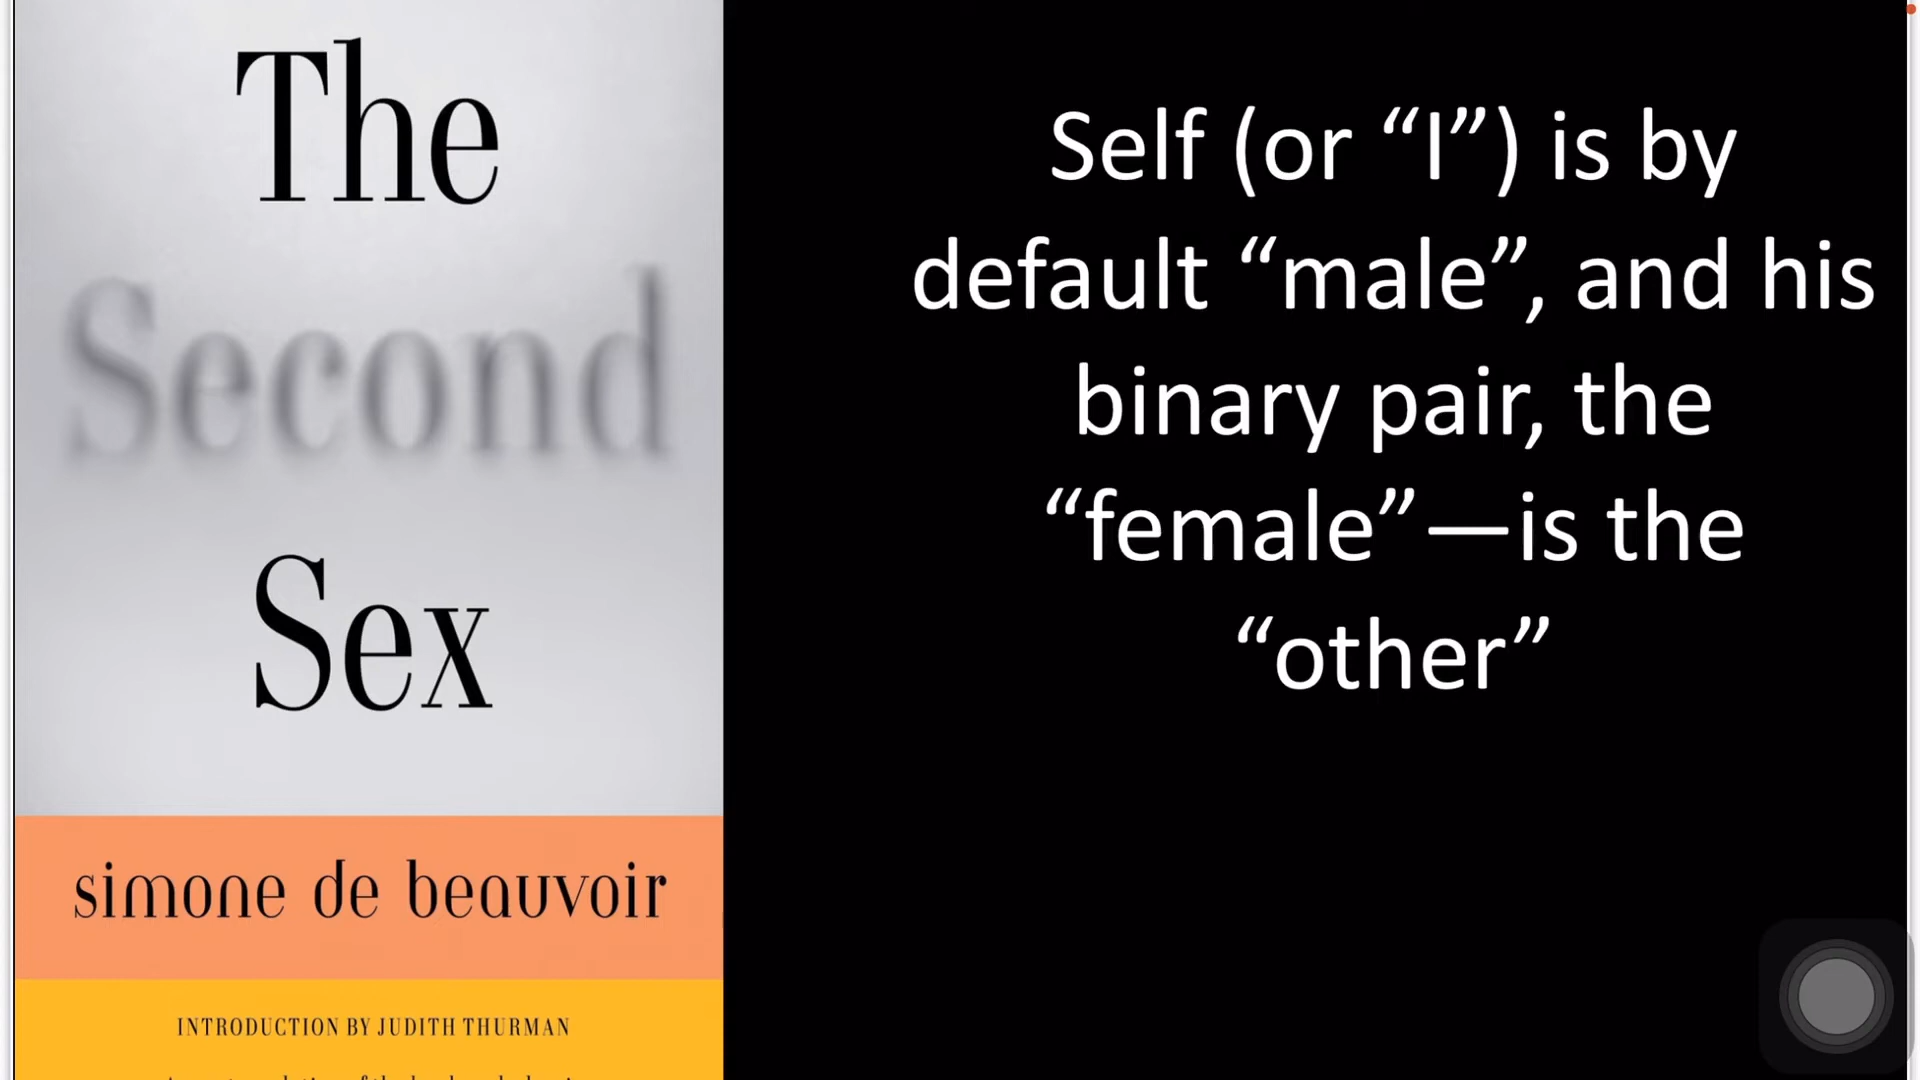 The
Second
Sex
simone de beauvoir
INTRODUCTION BY JUDITH THURMAN
Self (or “I”) is by
default “male”, and his
binary pair, the
“female”—is the
“other”